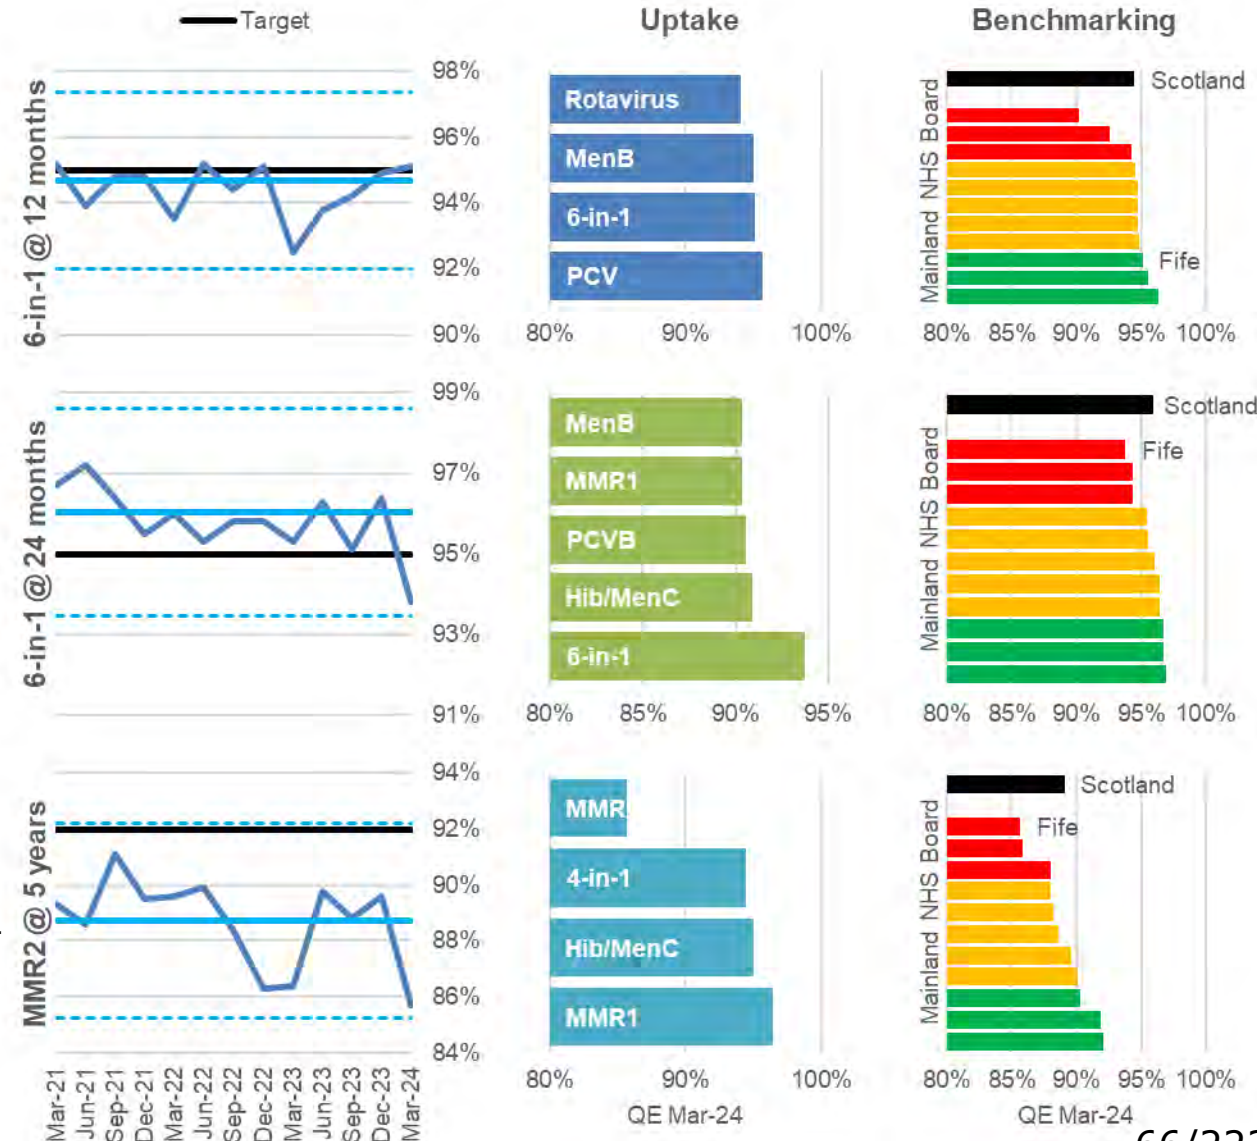 Target
Uptake
Benchmarking
6-in-1 @ 12 months
98%
96%
94%
92%
90%
Rotavirus
MenB
6-in-1
PCV
80% 90% 100%
Mainland NHS Board
Scotland
Fife
80% 85% 90% 95% 100%
6-in-1 @ 24 months
99%
97%
95%
93%
91%
MenB
MMR1
PCVB
Hib/MenC
6-in-1
80% 85% 90% 95%
Mainland NHS Board
Scotland
Fife
80% 85% 90% 95% 100%
MMR2 @ 5 years
94%
92%
90%
88%
86%
84%
Mar-21
Jun-21
Sep-21
Dec-21
Mar-22
Jun-22
Sep-22
Dec-22
Mar-23
Jun-23
Sep-23
Dec-23
Mar-24
MMR
4-in-1
Hib/MenC
MMR1
80% 90% 100%
QE Mar-24
Mainland NHS Board
Scotland
Fife
80% 85% 90% 95% 100%
QE Mar-24